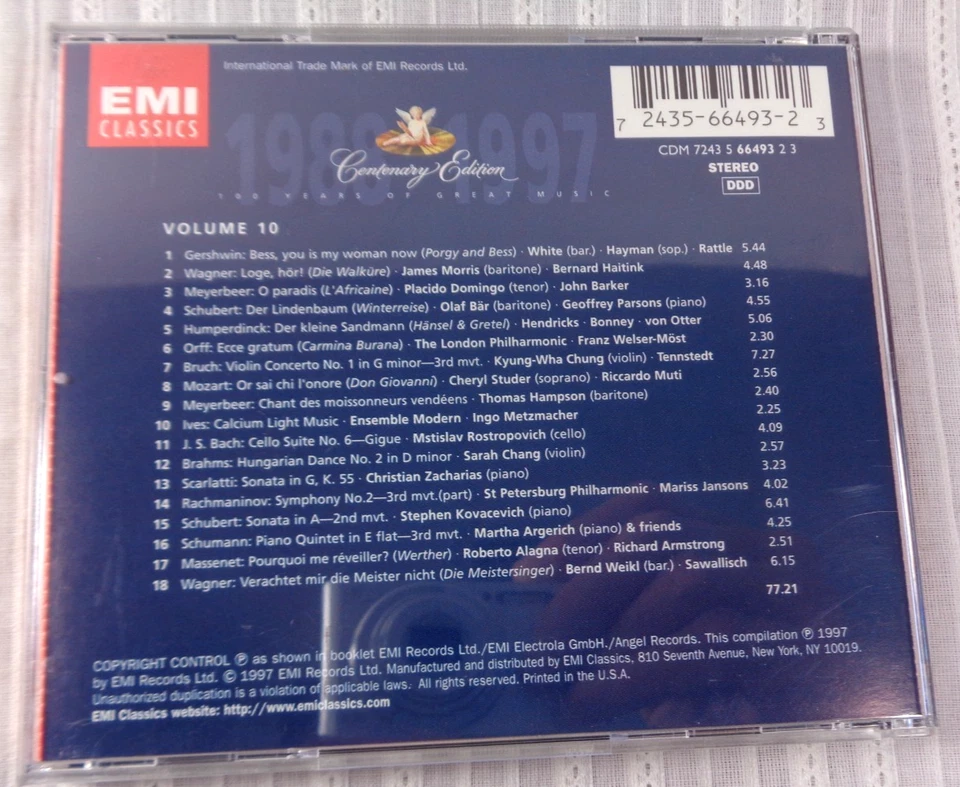 International Trade Mark of EMI Records Ltd.
EMI
CLASSICS
1988 1997
Centenary Edition
100 YEARS OF GREAT MUSIC
7 2435-66493-2 3
CDM 7243 5 66493 2 3
STEREO
DDD
VOLUME 10
1 Gershwin: Bess, you is my woman now (Porgy and Bess) · White (bar.) · Hayman (sop.) · Rattle 5.44
2 Wagner: Loge, hör! (Die Walküre) · James Morris (baritone) · Bernard Haitink 4.48
3 Meyerbeer: O paradis (L'Africaine) · Placido Domingo (tenor) · John Barker 3.16
4 Schubert: Der Lindenbaum (Winterreise) · Olaf Bär (baritone) · Geoffrey Parsons (piano) 4.55
5 Humperdinck: Der kleine Sandmann (Hänsel & Gretel) · Hendricks · Bonney · von Otter 5.06
6 Orff: Ecce gratum (Carmina Burana) · The London Philharmonic · Franz Welser-Möst 2.30
7 Bruch: Violin Concerto No. 1 in G minor—3rd mvt. · Kyung-Wha Chung (violin) · Tennstedt 7.27
8 Mozart: Or sai chi l'onore (Don Giovanni) · Cheryl Studer (soprano) · Riccardo Muti 2.56
9 Meyerbeer: Chant des moissonneurs vendéens · Thomas Hampson (baritone) 2.40
10 Ives: Calcium Light Music · Ensemble Modern · Ingo Metzmacher 2.25
11 J. S. Bach: Cello Suite No. 6—Gigue · Mstislav Rostropovich (cello) 4.09
12 Brahms: Hungarian Dance No. 2 in D minor · Sarah Chang (violin) 2.57
13 Scarlatti: Sonata in G, K. 55 · Christian Zacharias (piano) 3.23
14 Rachmaninov: Symphony No.2—3rd mvt.(part) · St Petersburg Philharmonic · Mariss Jansons 4.02
15 Schubert: Sonata in A—2nd mvt. · Stephen Kovacevich (piano) 6.41
16 Schumann: Piano Quintet in E flat—3rd mvt. · Martha Argerich (piano) & friends 4.25
17 Massenet: Pourquoi me réveiller? (Werther) · Roberto Alagna (tenor) · Richard Armstrong 2.51
18 Wagner: Verachtet mir die Meister nicht (Die Meistersinger) · Bernd Weikl (bar.) · Sawallisch 6.15
77.21
COPYRIGHT CONTROL ℗ as shown in booklet EMI Records Ltd./EMI Electrola GmbH./Angel Records. This compilation ℗ 1997
by EMI Records Ltd. © 1997 EMI Records Ltd. Manufactured and distributed by EMI Classics, 810 Seventh Avenue, New York, NY 10019.
Unauthorized duplication is a violation of applicable laws. All rights reserved. Printed in the U.S.A.
EMI Classics website: http://www.emiclassics.com